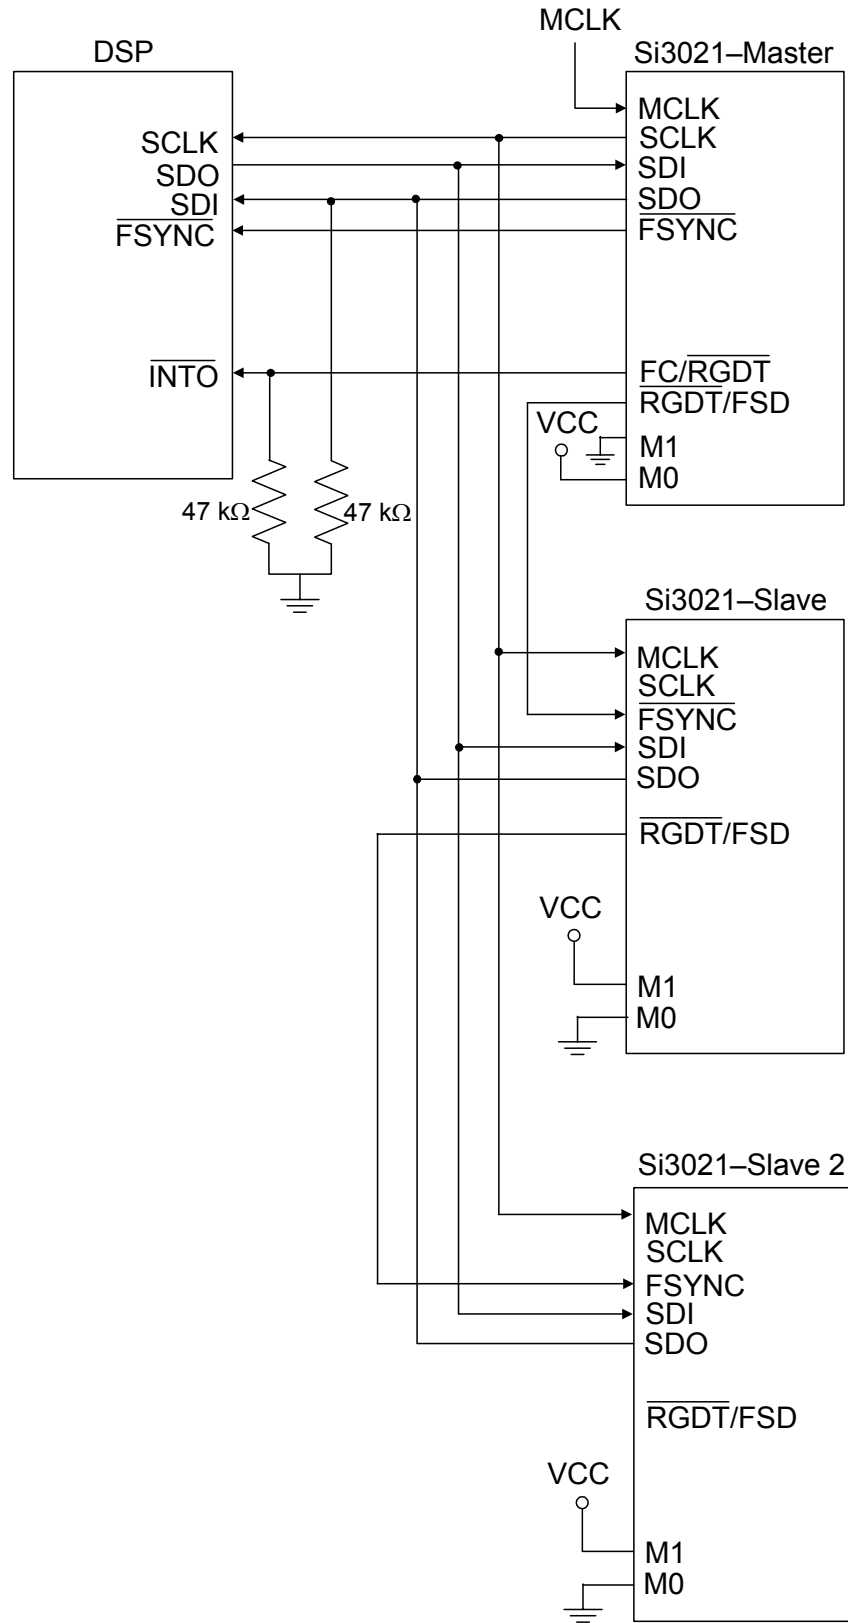 DSP
SCLK
SDO
SDI
FSYNC
INTO
47 kΩ
47 kΩ
MCLK
Si3021–Master
MCLK
SCLK
SDI
SDO
FSYNC
FC/RGDT
RGDT/FSD
VCC
M1
M0
Si3021–Slave
MCLK
SCLK
FSYNC
SDI
SDO
RGDT/FSD
VCC
M1
M0
Si3021–Slave 2
MCLK
SCLK
FSYNC
SDI
SDO
RGDT/FSD
VCC
M1
M0